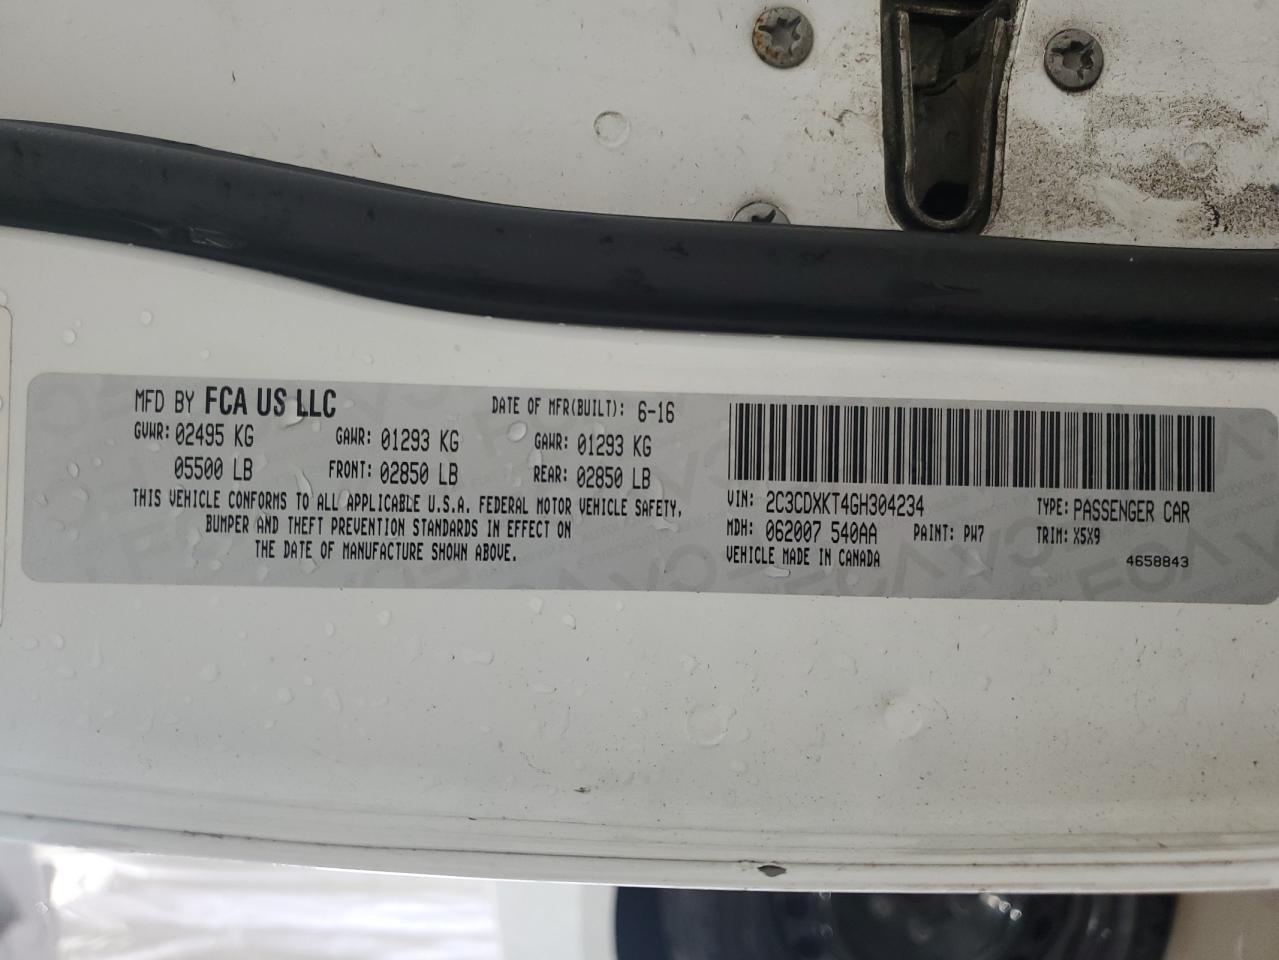 MFD BY FCA US LLC DATE OF MFR(BUILT): 6-16
GVWR: 02495 KG GAWR: 01293 KG GAWR: 01293 KG
05500 LB FRONT: 02850 LB REAR: 02850 LB
THIS VEHICLE CONFORMS TO ALL APPLICABLE U.S.A. FEDERAL MOTOR VEHICLE SAFETY,
BUMPER AND THEFT PREVENTION STANDARDS IN EFFECT ON
THE DATE OF MANUFACTURE SHOWN ABOVE.
VIN: 2C3CDXKT4GH304234 TYPE: PASSENGER CAR
MDH: 062007 540AA PAINT: PW7 TRIM: X5X9
VEHICLE MADE IN CANADA 4658843